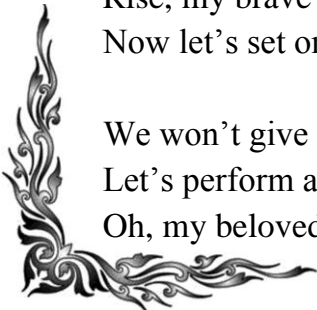 Rise, my brave
Now let's set o
We won't give
Let's perform a
Oh, my beloved